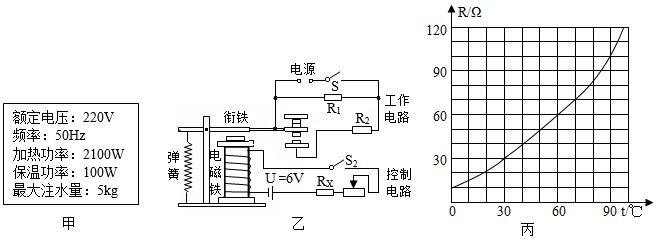 额定电压：220V
频率：50Hz
加热功率：2100W
保温功率：100W
最大注水量：5kg
甲
电源
S
R₁
工作
电路
衔铁
R₂
弹
簧
电
磁
铁
S₂
控制
电路
U =6V
Rₓ
乙
R/Ω
120
90
60
30
0
30
60
90
t/℃
丙